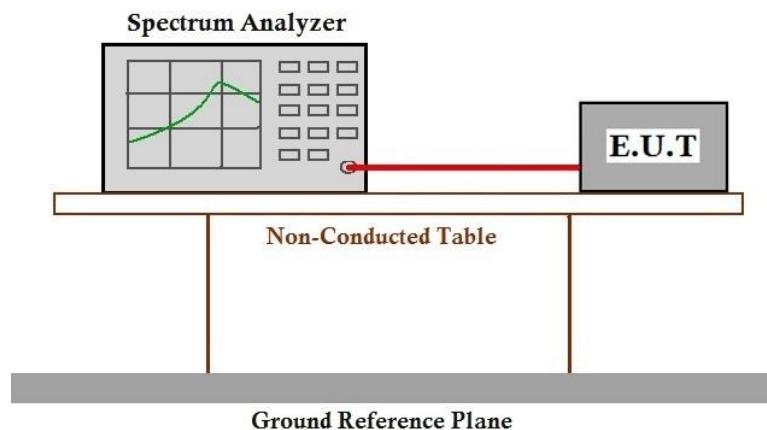 Spectrum Analyzer
E.U.T
Non-Conducted Table
Ground Reference Plane